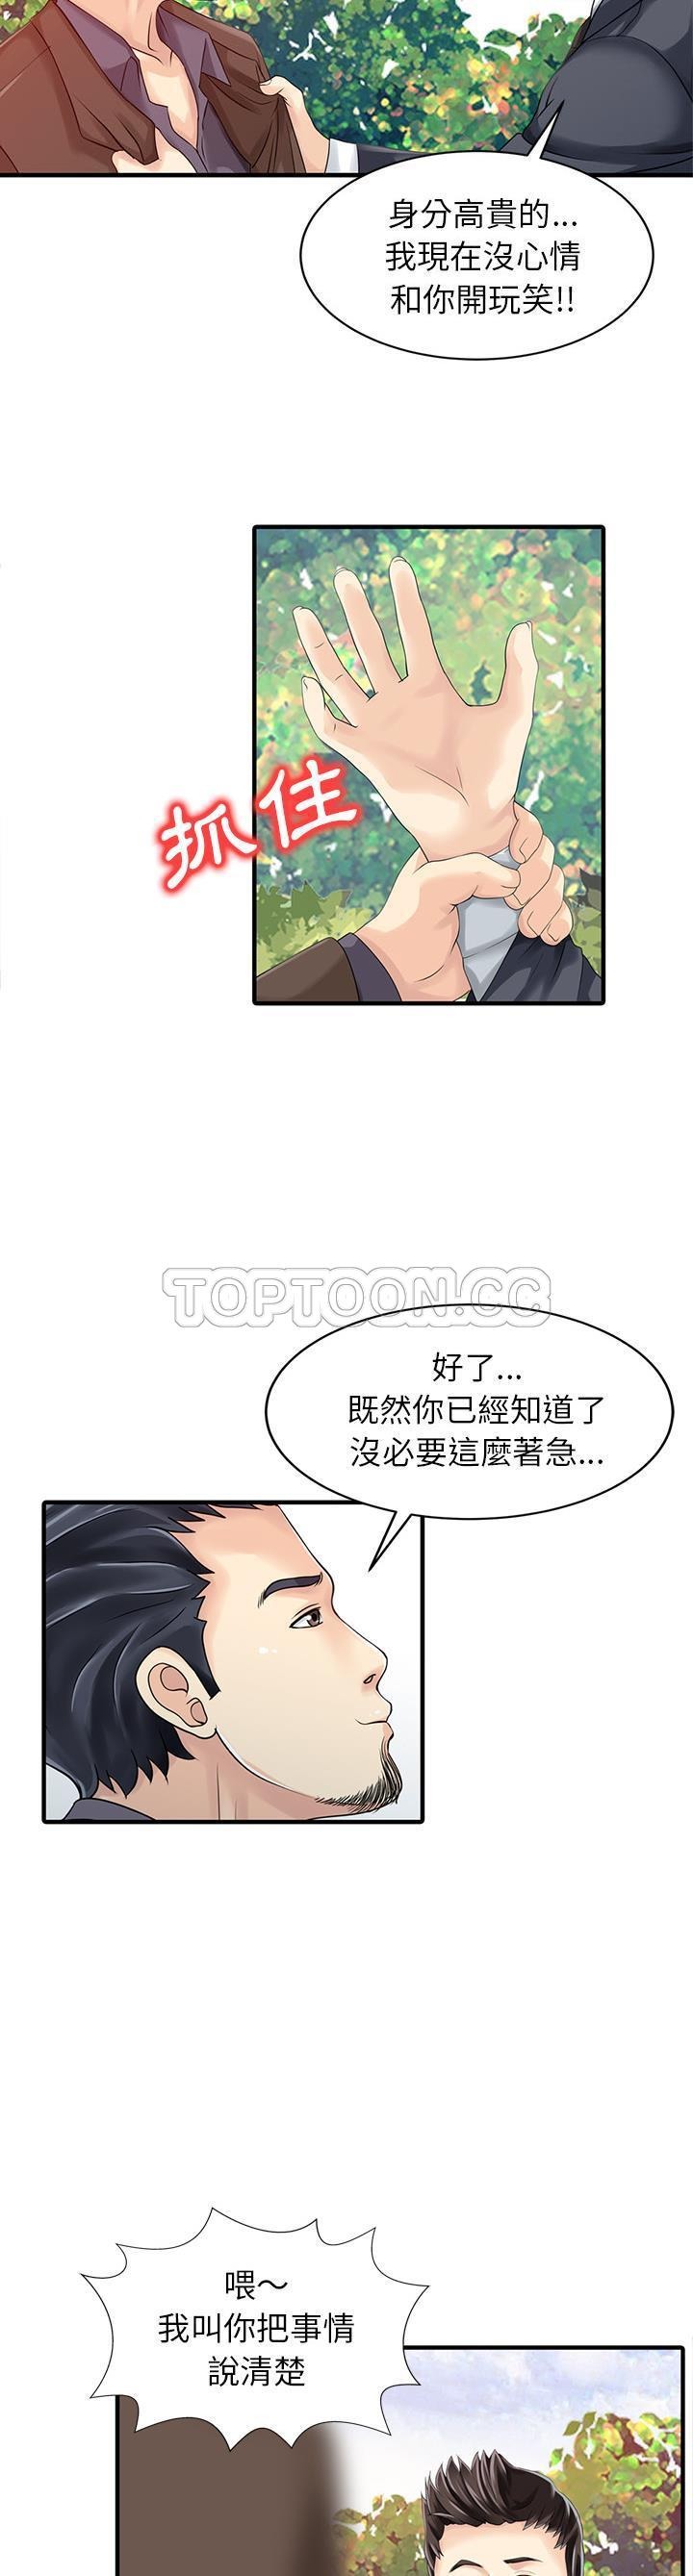 身分高貴的...
我現在沒心情
和你開玩笑!!
抓住
TOPTOON.CC
好了...
既然你已經知道了
沒必要這麼著急...
喂～
我叫你把事情
說清楚